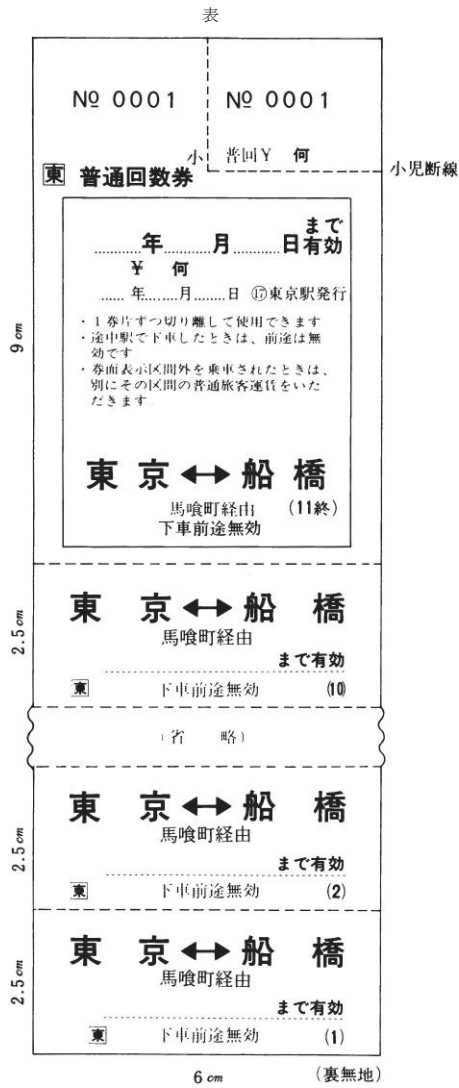 表
№ 0001 № 0001
小 普回￥ 何
小児断線
東 普通回数券
まで
......年......月......日有効
￥ 何
......年......月......日 ⑰東京駅発行
・1券片ずつ切り離して使用できます
・途中駅で下車したときは、前途は無
効です
・券面表示区間外を乗車されたときは、
別にその区間の普通旅客運賃をいた
だきます
9cm
東京↔船橋
馬喰町経由 (11終)
下車前途無効
東京↔船橋
馬喰町経由
まで有効
東 下車前途無効 (10)
2.5cm
(省略)
東京↔船橋
馬喰町経由
まで有効
東 下車前途無効 (2)
2.5cm
東京↔船橋
馬喰町経由
まで有効
東 下車前途無効 (1)
2.5cm
6cm (裏無地)